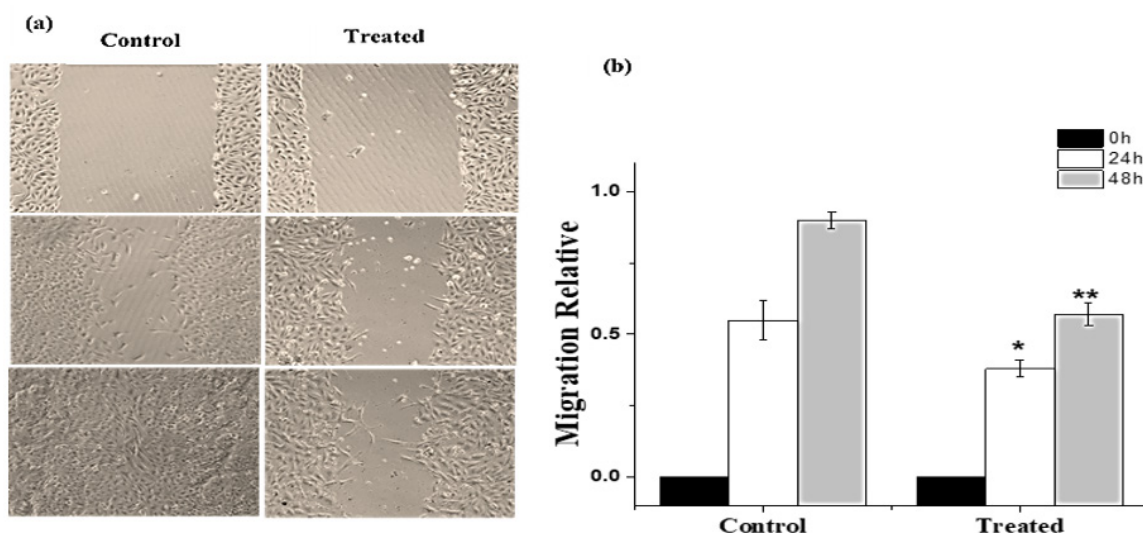 (a)
Control
Treated
(b)
0h
24h
48h
Migration Relative
1.0
0.5
0.0
*
**
Control
Treated